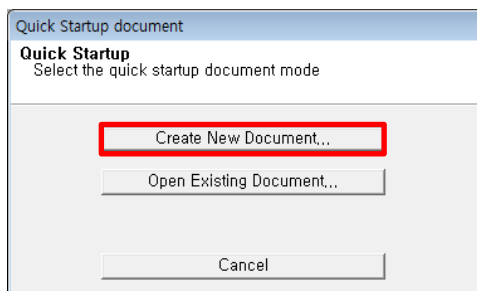 Quick Startup document
Quick Startup
Select the quick startup document mode
Create New Document,,,
Open Existing Document,,,
Cancel